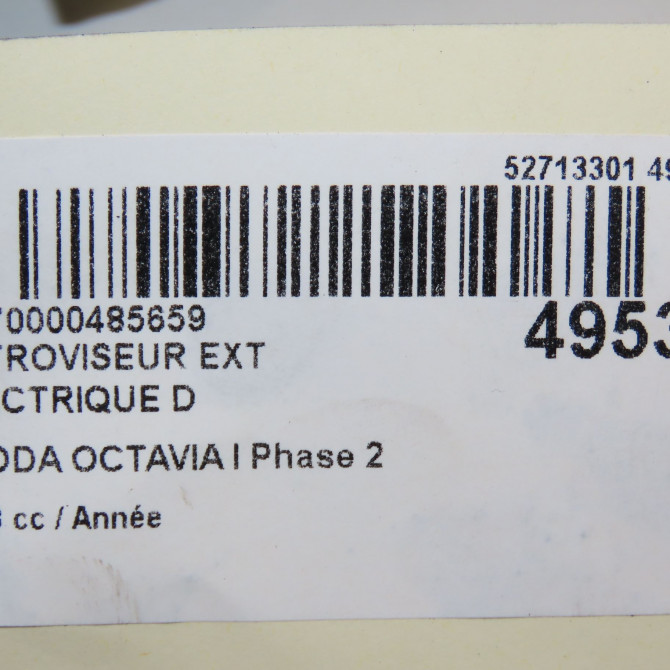 52713301 49
70000485659
4953
TROVISEUR EXT
CTRIQUE D
ODA OCTAVIA I Phase 2
cc / Année